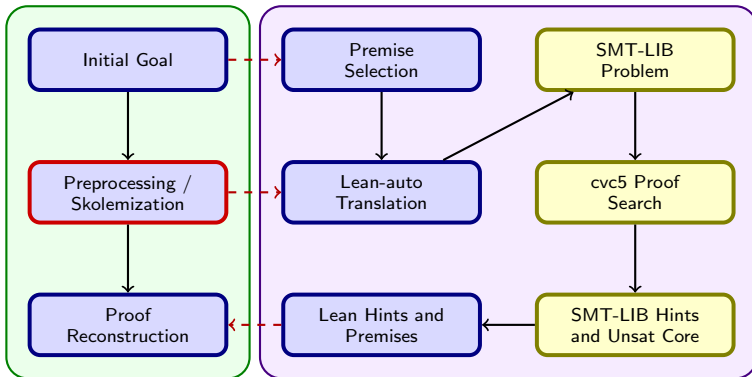 Initial Goal
Premise
Selection
SMT-LIB
Problem
Preprocessing /
Skolemization
Lean-auto
Translation
cvc5 Proof
Search
Proof
Reconstruction
Lean Hints and
Premises
SMT-LIB Hints
and Unsat Core